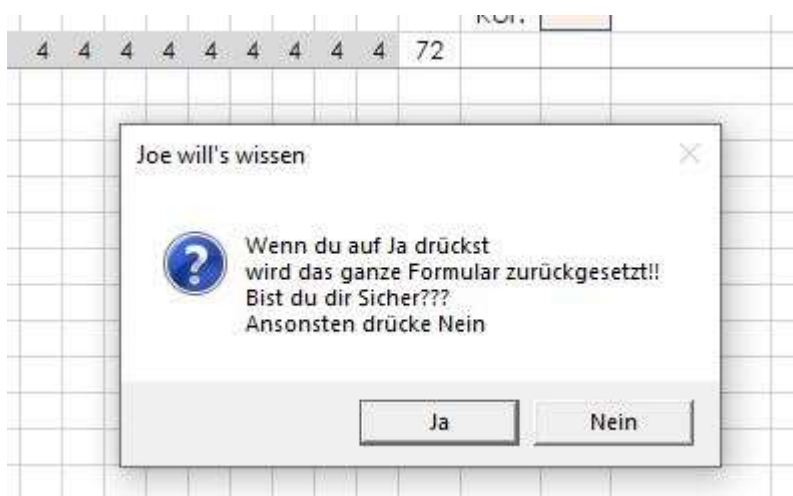 4 4 4 4 4 4 4 4 4 72
Joe will's wissen
Wenn du auf Ja drückst
wird das ganze Formular zurückgesetzt!!
Bist du dir Sicher???
Ansonsten drücke Nein
Ja Nein